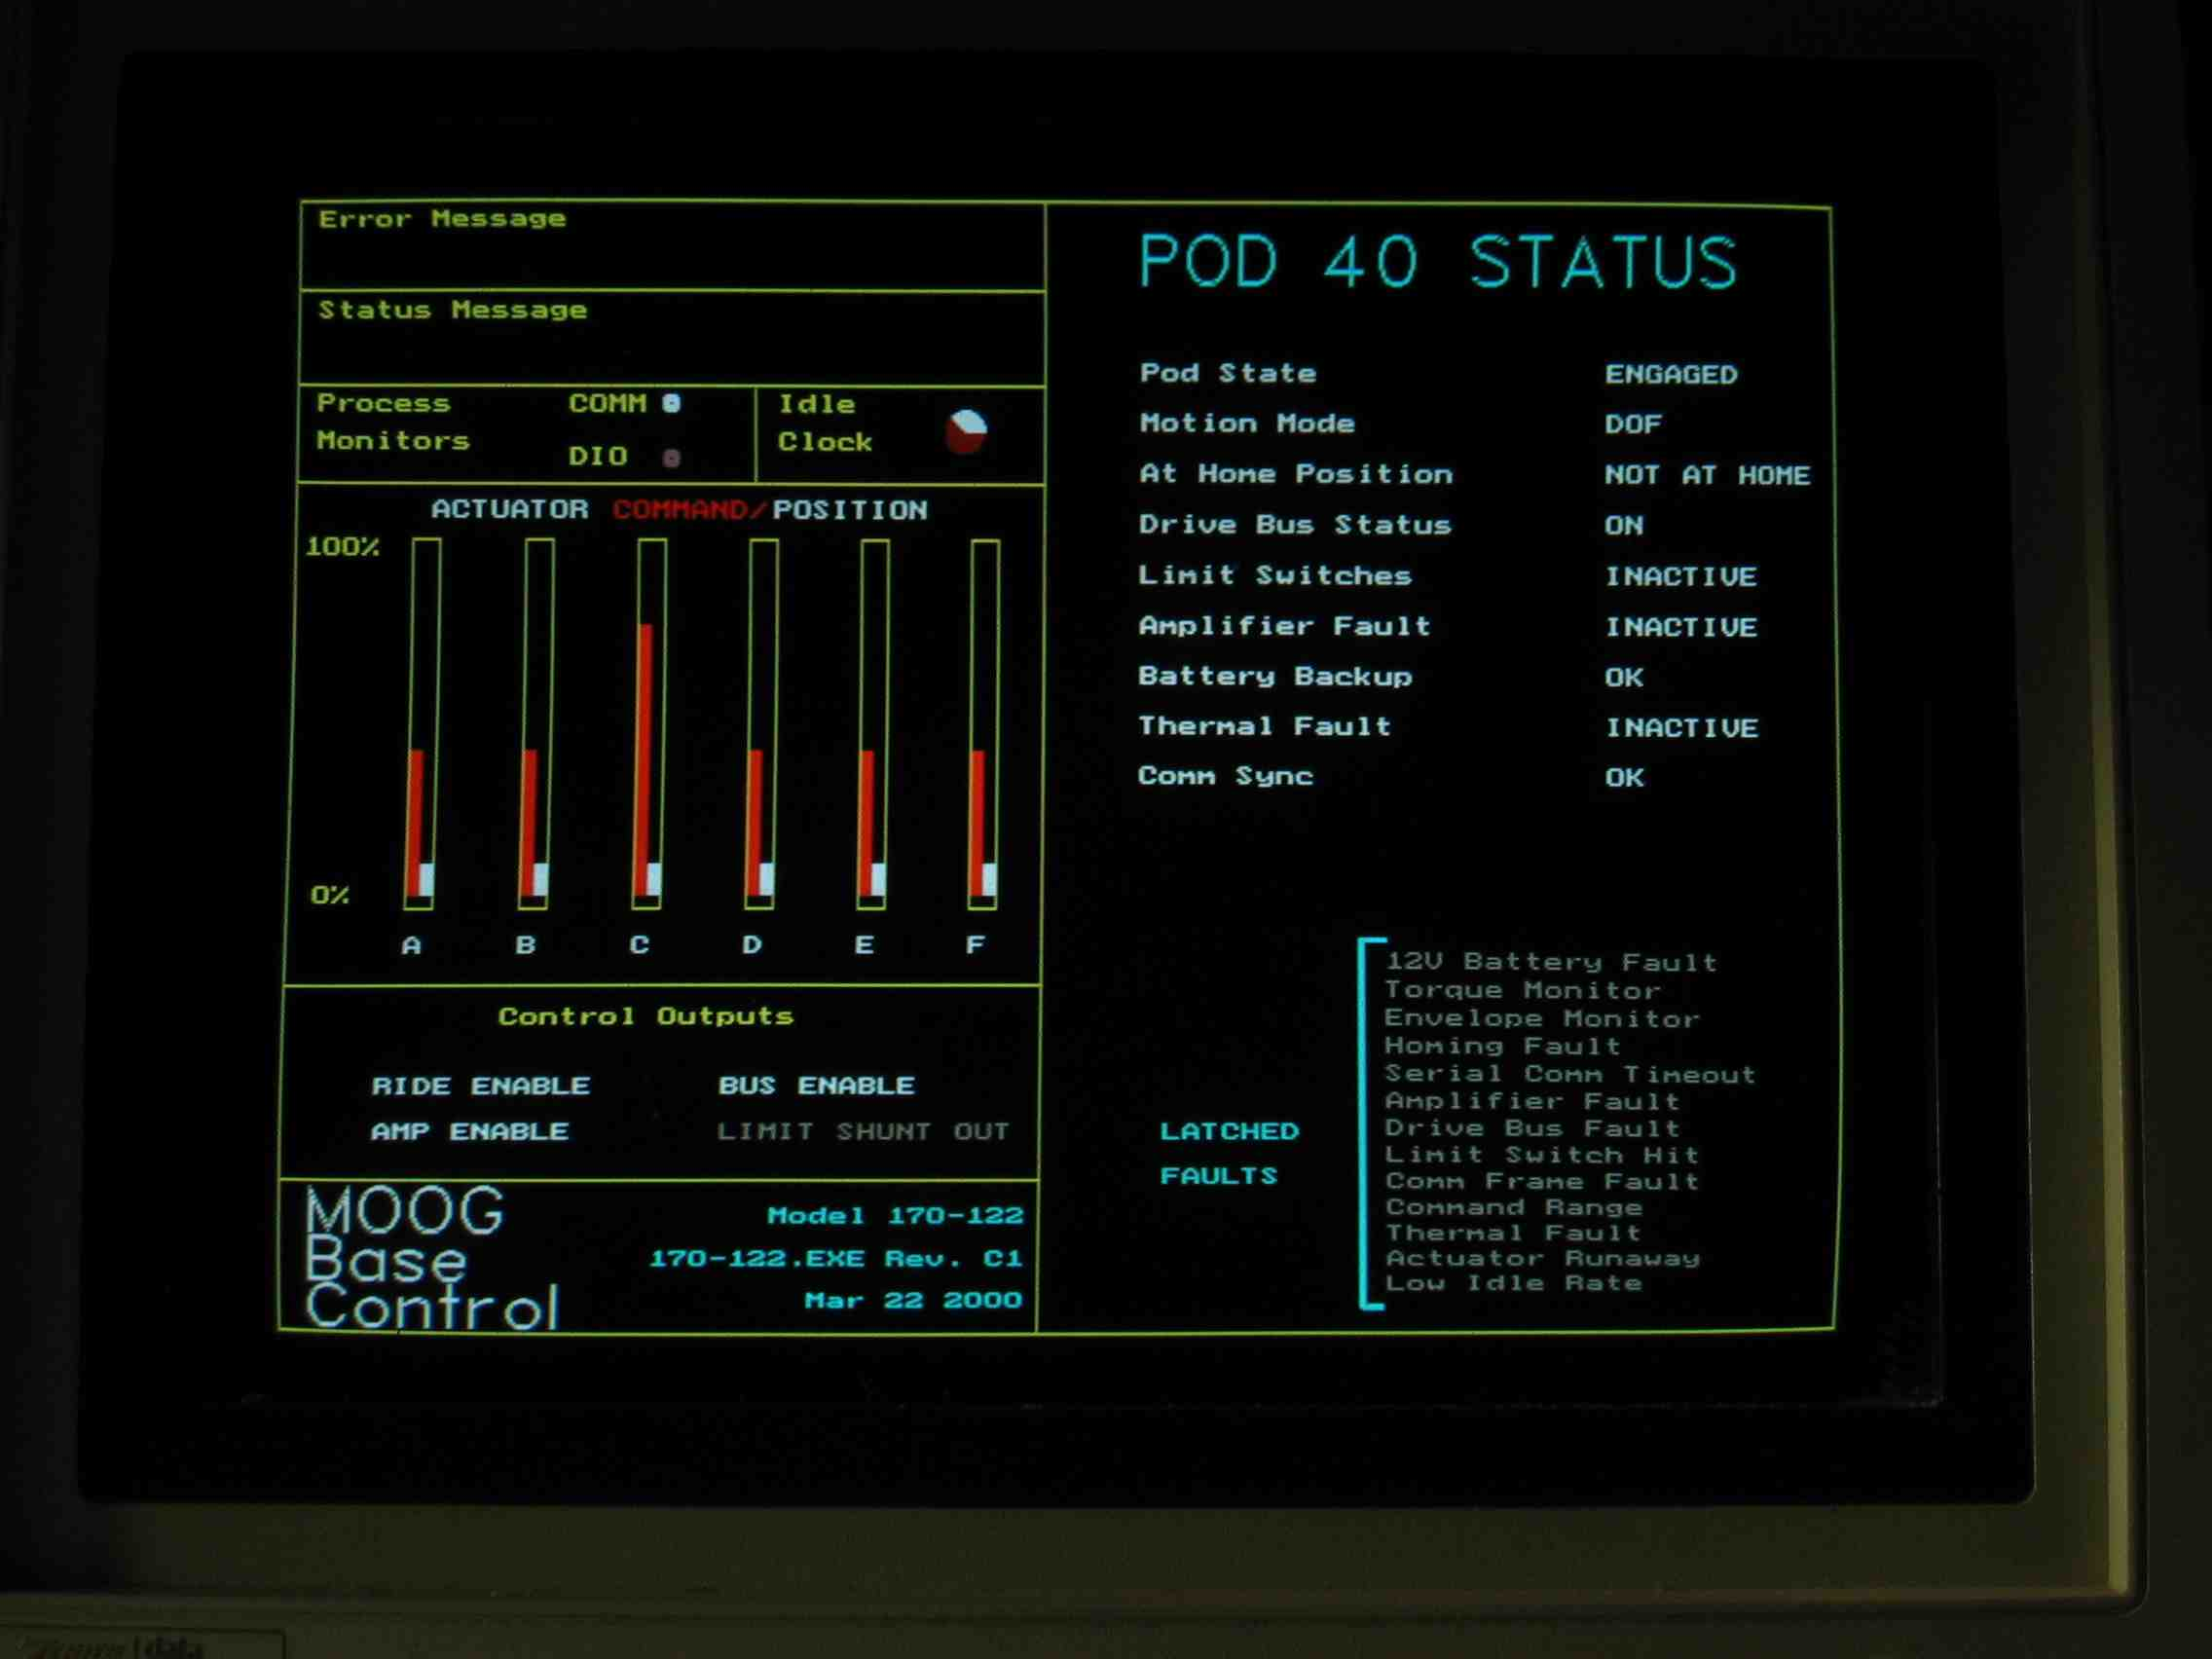 Error Message
Status Message
Process Monitors
COMM 0
DIO 0
Idle Clock
ACTUATOR COMMAND/POSITION
100%
0%
A B C D E F
Control Outputs
RIDE ENABLE BUS ENABLE
AMP ENABLE LIMIT SHUNT OUT
MOOG
Base
Control
Model 170-122
170-122.EXE Rev. C1
Mar 22 2000
POD 40 STATUS
Pod State ENGAGED
Motion Mode DOF
At Home Position NOT AT HOME
Drive Bus Status ON
Limit Switches INACTIVE
Amplifier Fault INACTIVE
Battery Backup OK
Thermal Fault INACTIVE
Comm Sync OK
LATCHED
FAULTS
12V Battery Fault
Torque Monitor
Envelope Monitor
Homing Fault
Serial Comm Timeout
Amplifier Fault
Drive Bus Fault
Limit Switch Hit
Comm Frame Fault
Command Range
Thermal Fault
Actuator Runaway
Low Idle Rate